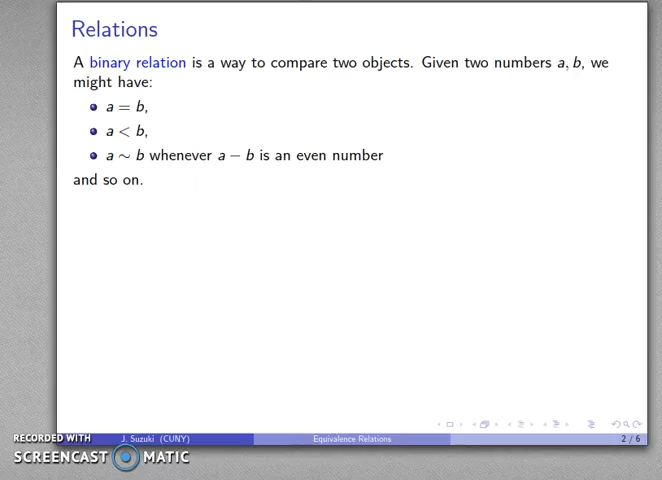 Relations
A binary relation is a way to compare two objects. Given two numbers a, b, we
might have:
a = b,
a < b,
a ∼ b whenever a − b is an even number
and so on.
J. Suzuki (CUNY) Equivalence Relations 2 / 6
RECORDED WITH
SCREENCAST MATIC